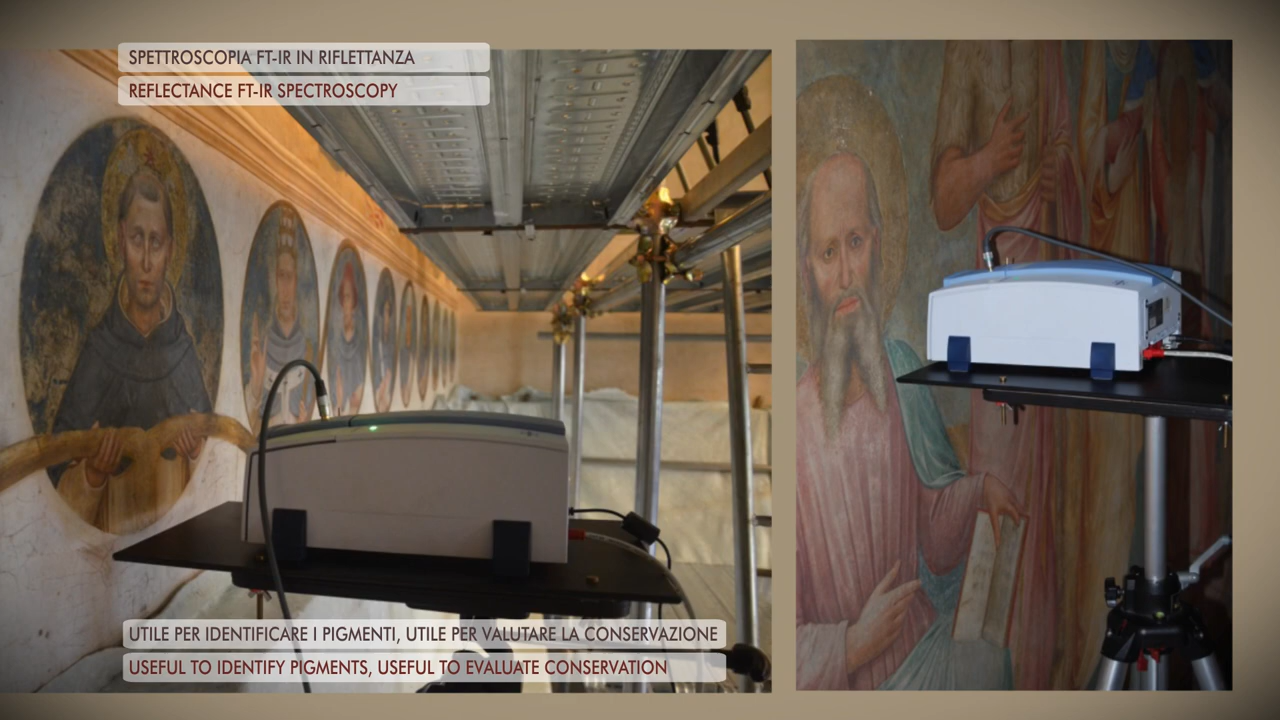 SPETTROSCOPIA FT-IR IN RIFLETTANZA
REFLECTANCE FT-IR SPECTROSCOPY
UTILE PER IDENTIFICARE I PIGMENTI, UTILE PER VALUTARE LA CONSERVAZIONE
USEFUL TO IDENTIFY PIGMENTS, USEFUL TO EVALUATE CONSERVATION